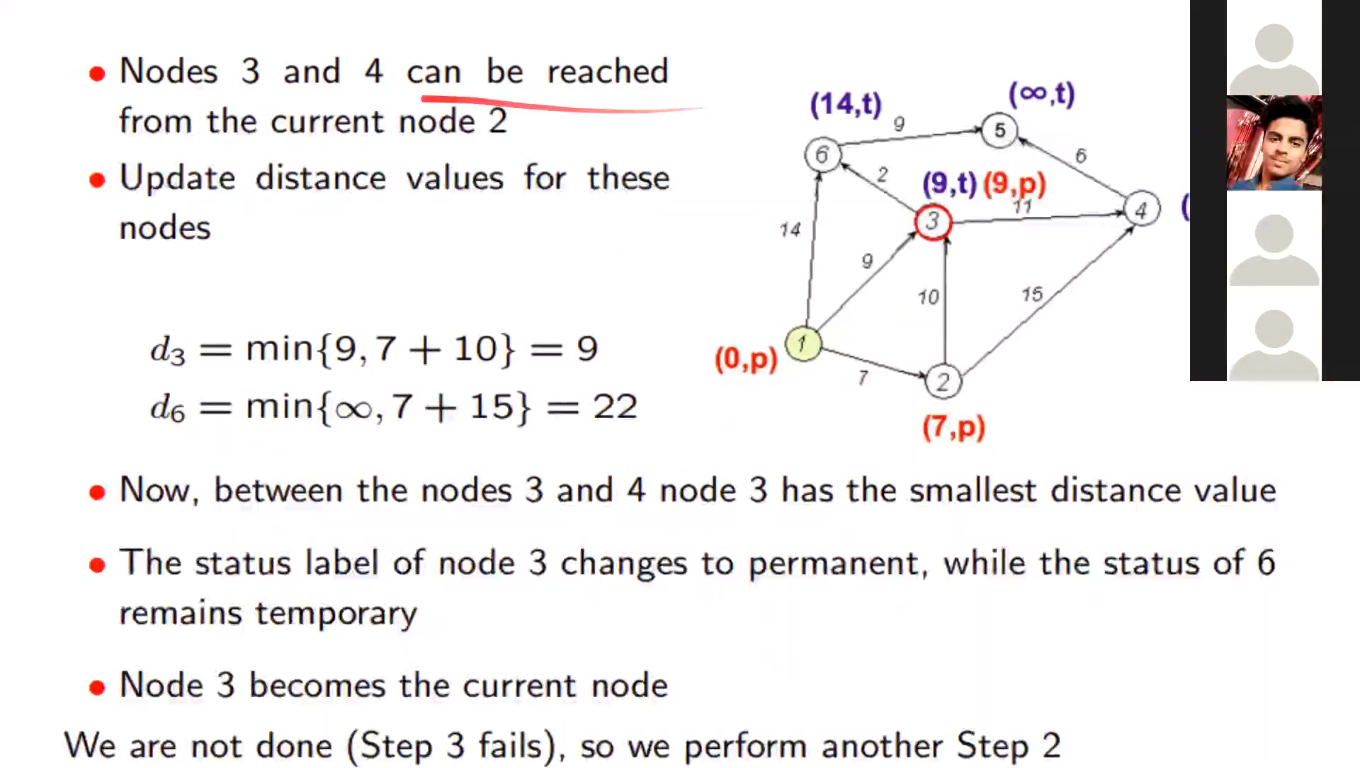 • Nodes 3 and 4 can be reached
from the current node 2
• Update distance values for these
nodes
d₃ = min{9, 7 + 10} = 9
d₆ = min{∞, 7 + 15} = 22
(14,t)
(∞,t)
9
5
6
6
2
(9,t) (9,p)
11
3
4
(
14
9
10
15
1
(0,p)
7
2
(7,p)
• Now, between the nodes 3 and 4 node 3 has the smallest distance value
• The status label of node 3 changes to permanent, while the status of 6
remains temporary
• Node 3 becomes the current node
We are not done (Step 3 fails), so we perform another Step 2